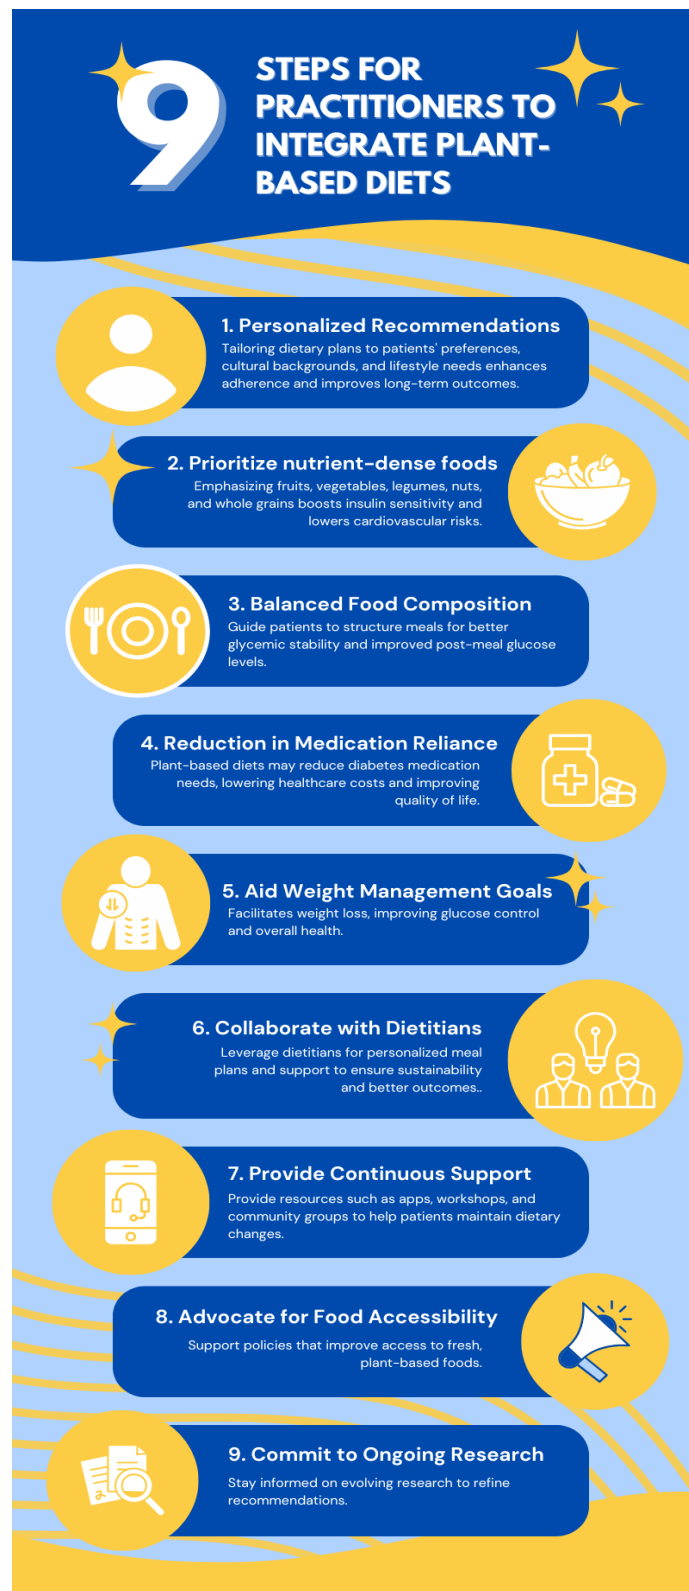 9
STEPS FOR
PRACTITIONERS TO
INTEGRATE PLANT-
BASED DIETS
1. Personalized Recommendations
Tailoring dietary plans to patients' preferences,
cultural backgrounds, and lifestyle needs enhances
adherence and improves long-term outcomes.
2. Prioritize nutrient-dense foods
Emphasizing fruits, vegetables, legumes, nuts,
and whole grains boosts insulin sensitivity and
lowers cardiovascular risks.
3. Balanced Food Composition
Guide patients to structure meals for better
glycemic stability and improved post-meal glucose
levels.
4. Reduction in Medication Reliance
Plant-based diets may reduce diabetes medication
needs, lowering healthcare costs and improving
quality of life.
5. Aid Weight Management Goals
Facilitates weight loss, improving glucose control
and overall health.
6. Collaborate with Dietitians
Leverage dietitians for personalized meal
plans and support to ensure sustainability
and better outcomes..
7. Provide Continuous Support
Provide resources such as apps, workshops, and
community groups to help patients maintain dietary
changes.
8. Advocate for Food Accessibility
Support policies that improve access to fresh,
plant-based foods.
9. Commit to Ongoing Research
Stay informed on evolving research to refine
recommendations.